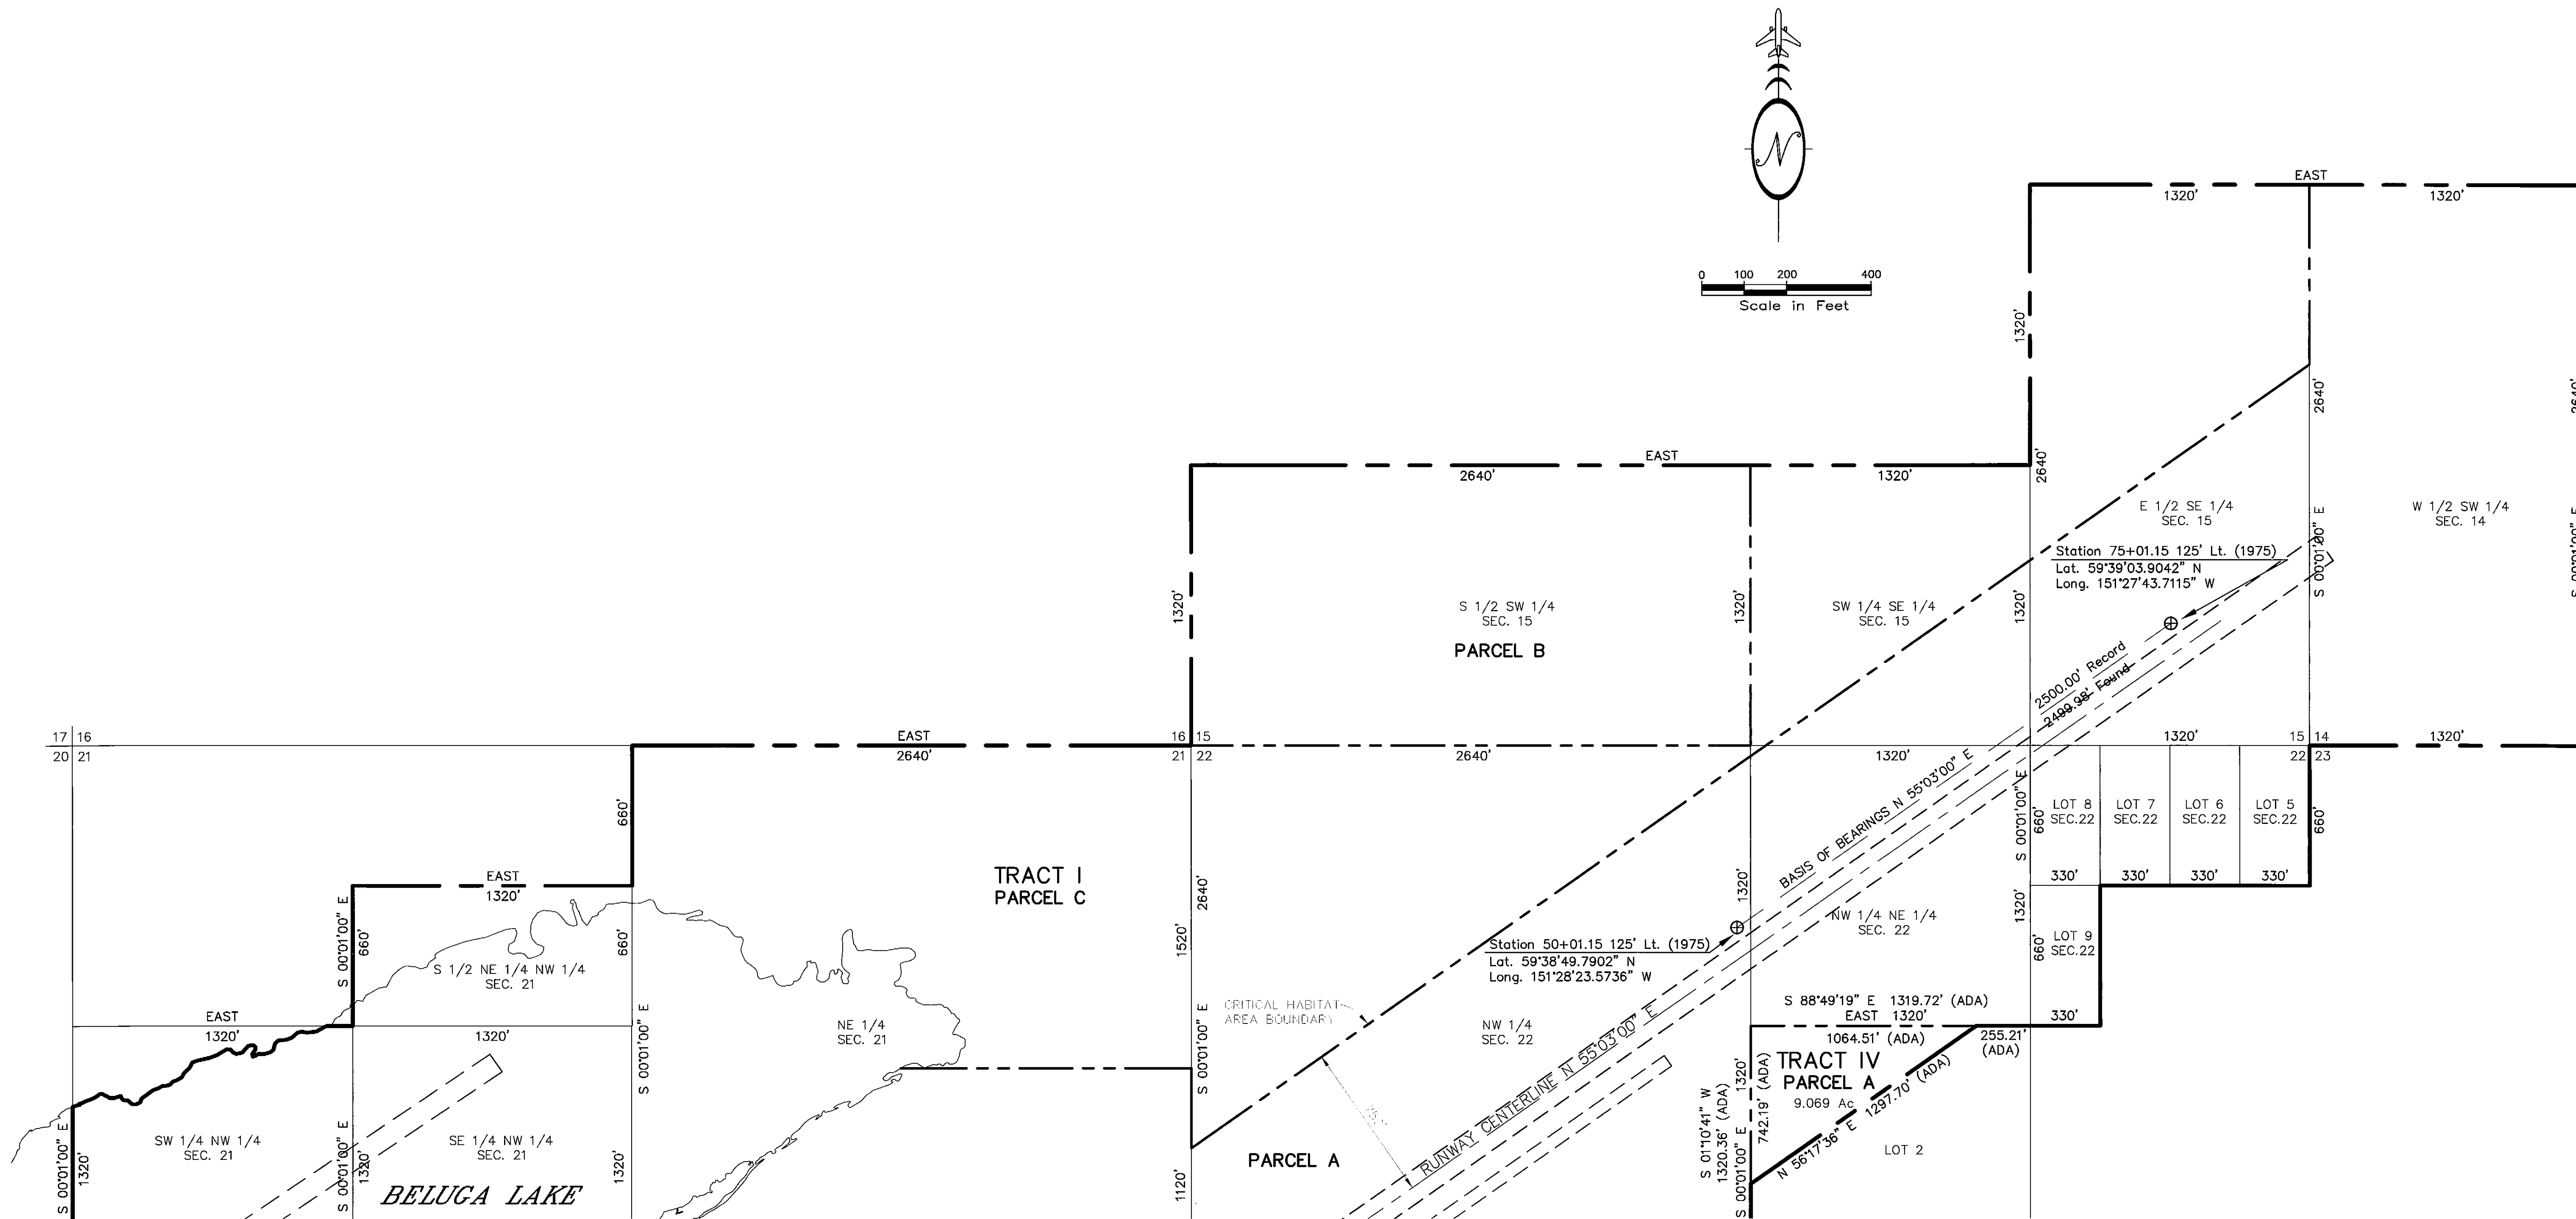 N
0 100 200 400
Scale in Feet
EAST
1320'
1320'
1320'
2640'
2640'
EAST
2640'
1320'
2640'
E 1/2 SE 1/4
SEC. 15
W 1/2 SW 1/4
SEC. 14
S 00°01'00" E
S 00°01'00" E
Station 75+01.15 125' Lt. (1975)
Lat. 59°39'03.9042" N
Long. 151°27'43.7115" W
1320'
S 1/2 SW 1/4
SEC. 15
PARCEL B
1320'
SW 1/4 SE 1/4
SEC. 15
1320'
2500.00' Record
2499.98' Found
17 16
20 21
EAST
2640'
16 15
21 22
2640'
1320'
1320'
15 14
22 23
1320'
660'
TRACT I
PARCEL C
2640'
1520'
1320'
BASIS OF BEARINGS N 55°03'00" E
S 00°01'00" E
660'
LOT 8
SEC.22
LOT 7
SEC.22
LOT 6
SEC.22
LOT 5
SEC.22
660'
330'
330'
330'
330'
EAST
1320'
S 00°01'00" E
660'
660'
S 1/2 NE 1/4 NW 1/4
SEC. 21
NW 1/4 NE 1/4
SEC. 22
1320'
660'
LOT 9
SEC.22
Station 50+01.15 125' Lt. (1975)
Lat. 59°38'49.7902" N
Long. 151°28'23.5736" W
CRITICAL HABITAT
AREA BOUNDARY
EAST
1320'
1320'
S 00°01'00" E
NE 1/4
SEC. 21
S 00°01'00" E
NW 1/4
SEC. 22
S 88°49'19" E 1319.72' (ADA)
EAST 1320'
1064.51' (ADA)
255.21'
(ADA)
330'
TRACT IV
PARCEL A
9.069 Ac
N 56°17'36" E 1297.70' (ADA)
LOT 2
S 01°10'41" W
1320.36' (ADA)
S 00°01'00" E 1320'
742.19' (ADA)
RUNWAY CENTERLINE N 55°03'00" E
PARCEL A
1120'
S 00°01'00" E
1320'
SW 1/4 NW 1/4
SEC. 21
S 00°01'00" E
1320'
SE 1/4 NW 1/4
SEC. 21
1320'
BELUGA LAKE